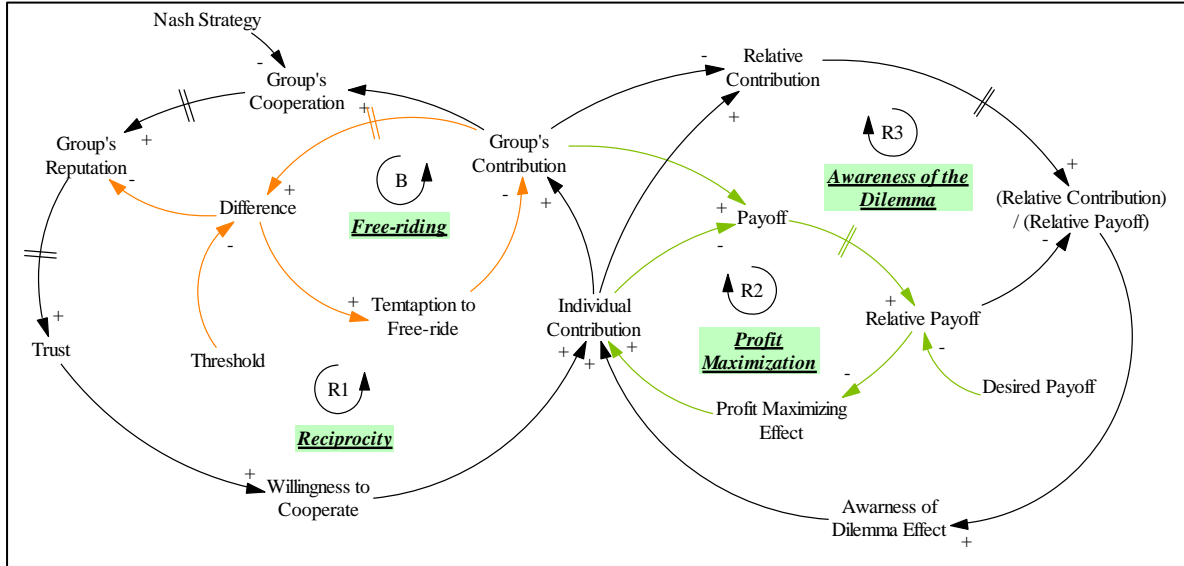 Nash Strategy
-
Group's
Cooperation
+
Relative
Contribution
-
+
Group's
Reputation
+
-
Group's
Contribution
-
+
B
Free-riding
Difference
+
-
R3
Awareness of the
Dilemma
+
(Relative Contribution)
/ (Relative Payoff)
-
Payoff
+
-
R2
Profit
Maximization
Temtaption to
Free-ride
+
Individual
Contribution
+
+
+
Relative Payoff
+
-
Trust
+
Threshold
R1
Reciprocity
Desired Payoff
Profit Maximizing
Effect
-
Willingness to
Cooperate
+
Awarness of
Dilemma Effect
+